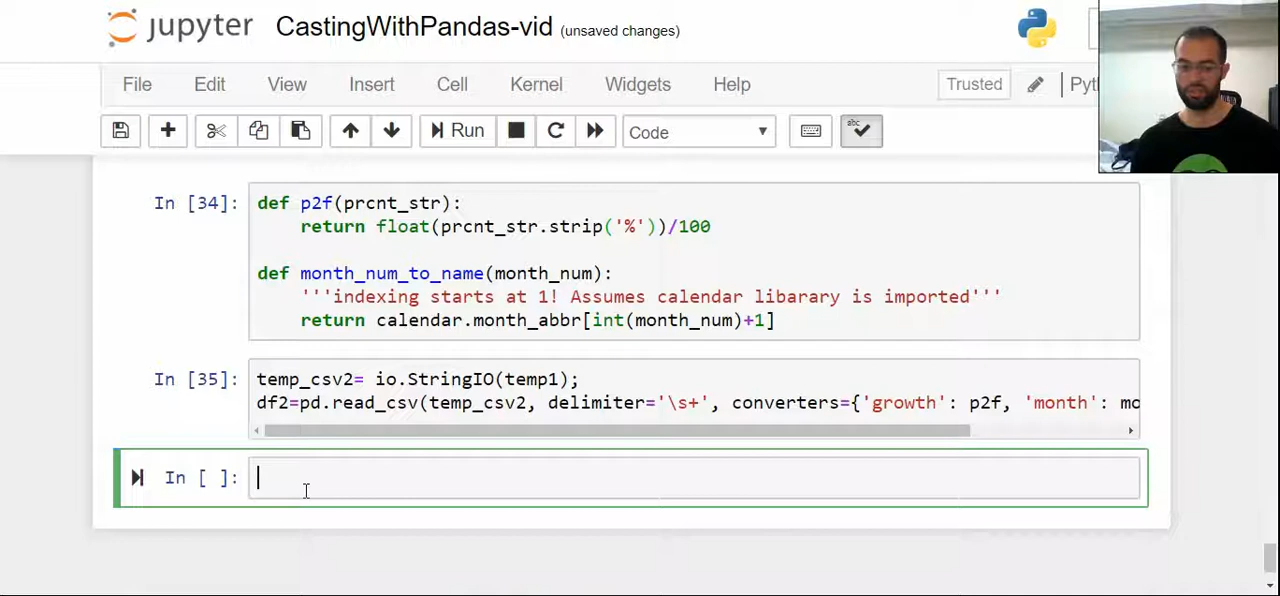 jupyter CastingWithPandas-vid (unsaved changes)
File Edit View Insert Cell Kernel Widgets Help Trusted Pyt
Run Code
abc
In [34]: def p2f(prcnt_str):
return float(prcnt_str.strip('%'))/100
def month_num_to_name(month_num):
'''indexing starts at 1! Assumes calendar libarary is imported'''
return calendar.month_abbr[int(month_num)+1]
In [35]: temp_csv2= io.StringIO(temp1);
df2=pd.read_csv(temp_csv2, delimiter='\s+', converters={'growth': p2f, 'month': mo
In [ ]: